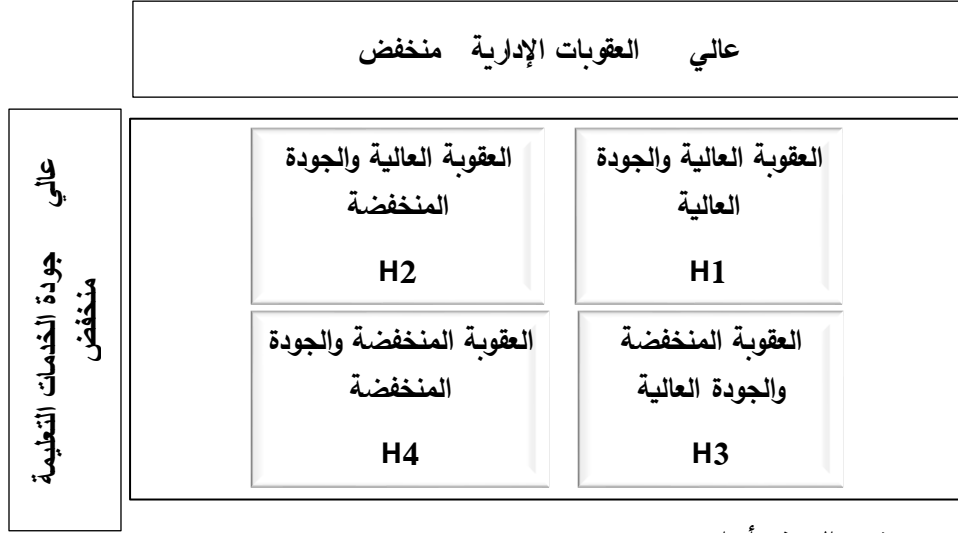 عالي العقوبات الإدارية منخفض
عالي جودة الخدمات التعليمة
منخفض
العقوبة العالية والجودة
العالية
H1
العقوبة العالية والجودة
المنخفضة
H2
العقوبة المنخفضة
والجودة العالية
H3
العقوبة المنخفضة والجودة
المنخفضة
H4